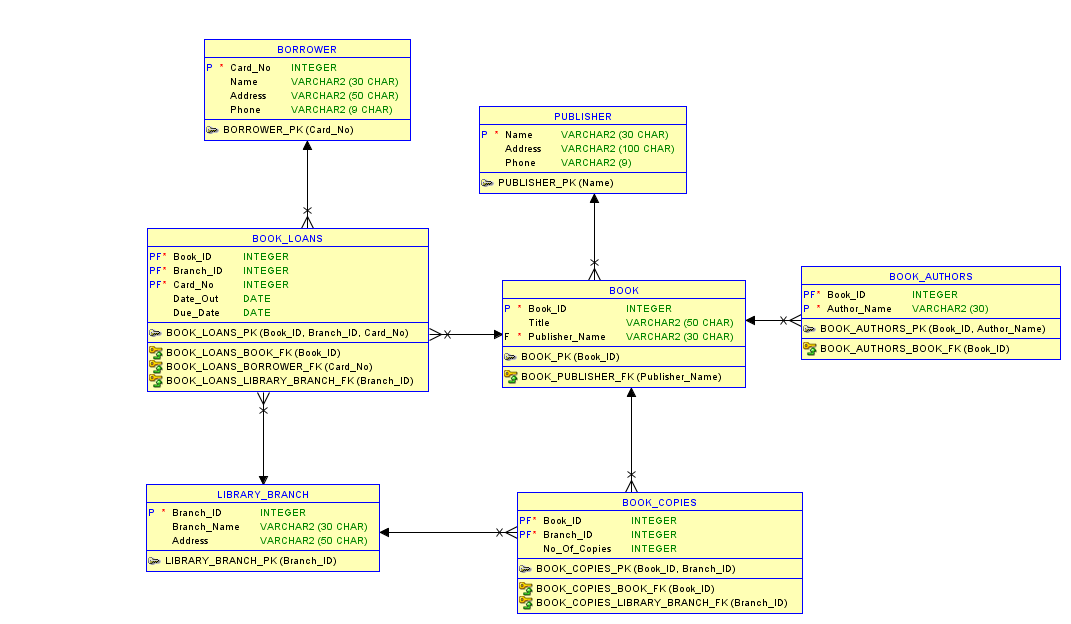 BORROWER
P * Card_No INTEGER
Name VARCHAR2 (30 CHAR)
Address VARCHAR2 (50 CHAR)
Phone VARCHAR2 (9 CHAR)
BORROWER_PK (Card_No)
PUBLISHER
P * Name VARCHAR2 (30 CHAR)
Address VARCHAR2 (100 CHAR)
Phone VARCHAR2 (9)
PUBLISHER_PK (Name)
BOOK_LOANS
PF* Book_ID INTEGER
PF* Branch_ID INTEGER
PF* Card_No INTEGER
Date_Out DATE
Due_Date DATE
BOOK_LOANS_PK (Book_ID, Branch_ID, Card_No)
BOOK_LOANS_BOOK_FK (Book_ID)
BOOK_LOANS_BORROWER_FK (Card_No)
BOOK_LOANS_LIBRARY_BRANCH_FK (Branch_ID)
BOOK
P * Book_ID INTEGER
Title VARCHAR2 (50 CHAR)
F * Publisher_Name VARCHAR2 (30 CHAR)
BOOK_PK (Book_ID)
BOOK_PUBLISHER_FK (Publisher_Name)
BOOK_AUTHORS
PF* Book_ID INTEGER
P * Author_Name VARCHAR2 (30)
BOOK_AUTHORS_PK (Book_ID, Author_Name)
BOOK_AUTHORS_BOOK_FK (Book_ID)
LIBRARY_BRANCH
P * Branch_ID INTEGER
Branch_Name VARCHAR2 (30 CHAR)
Address VARCHAR2 (50 CHAR)
LIBRARY_BRANCH_PK (Branch_ID)
BOOK_COPIES
PF* Book_ID INTEGER
PF* Branch_ID INTEGER
No_Of_Copies INTEGER
BOOK_COPIES_PK (Book_ID, Branch_ID)
BOOK_COPIES_BOOK_FK (Book_ID)
BOOK_COPIES_LIBRARY_BRANCH_FK (Branch_ID)